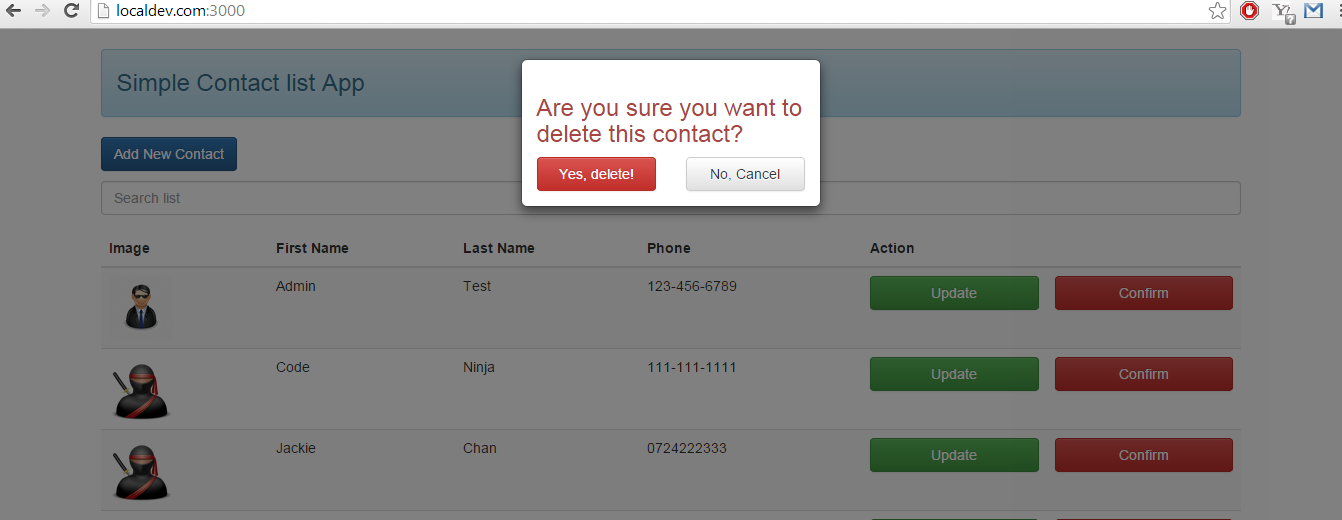 localdev.com:3000
Simple Contact list App
Are you sure you want to
delete this contact?
Yes, delete! No, Cancel
Add New Contact
Search list
Image First Name Last Name Phone Action
Admin Test 123-456-6789 Update Confirm
Code Ninja 111-111-1111 Update Confirm
Jackie Chan 0724222333 Update Confirm